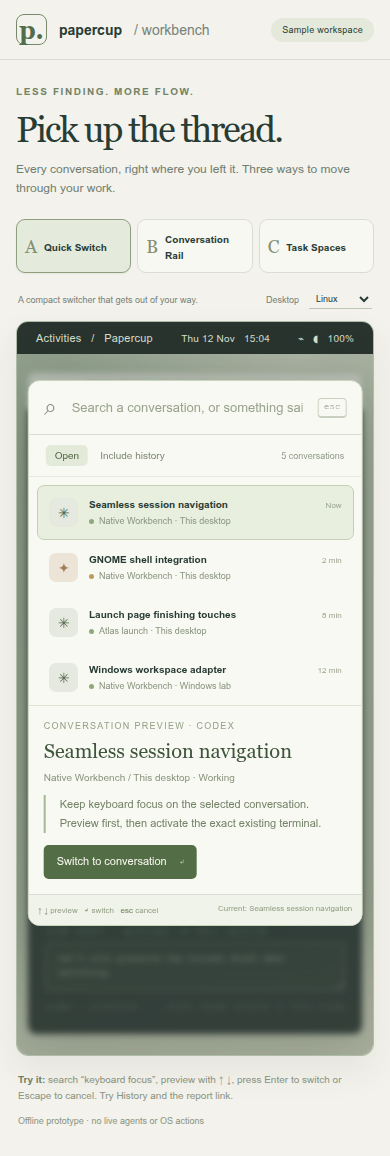 p. papercup / workbench Sample workspace
LESS FINDING. MORE FLOW.
Pick up the thread.
Every conversation, right where you left it. Three ways to move
through your work.
A Quick Switch
B Conversation
Rail
C Task Spaces
A compact switcher that gets out of your way. Desktop Linux
Activities / Papercup Thu 12 Nov 15:04 100%
Search a conversation, or something sai esc
Open Include history 5 conversations
Seamless session navigation Now
Native Workbench · This desktop
GNOME shell integration 2 min
Native Workbench · This desktop
Launch page finishing touches 8 min
Atlas launch · This desktop
Windows workspace adapter 12 min
Native Workbench · Windows lab
CONVERSATION PREVIEW · CODEX
Seamless session navigation
Native Workbench / This desktop · Working
Keep keyboard focus on the selected conversation.
Preview first, then activate the exact existing terminal.
Switch to conversation ↲
↑↓ preview ↲ switch esc cancel Current: Seamless session navigation
Try it: search “keyboard focus”, preview with ↑ ↓, press Enter to switch or
Escape to cancel. Try History and the report link.
Offline prototype · no live agents or OS actions